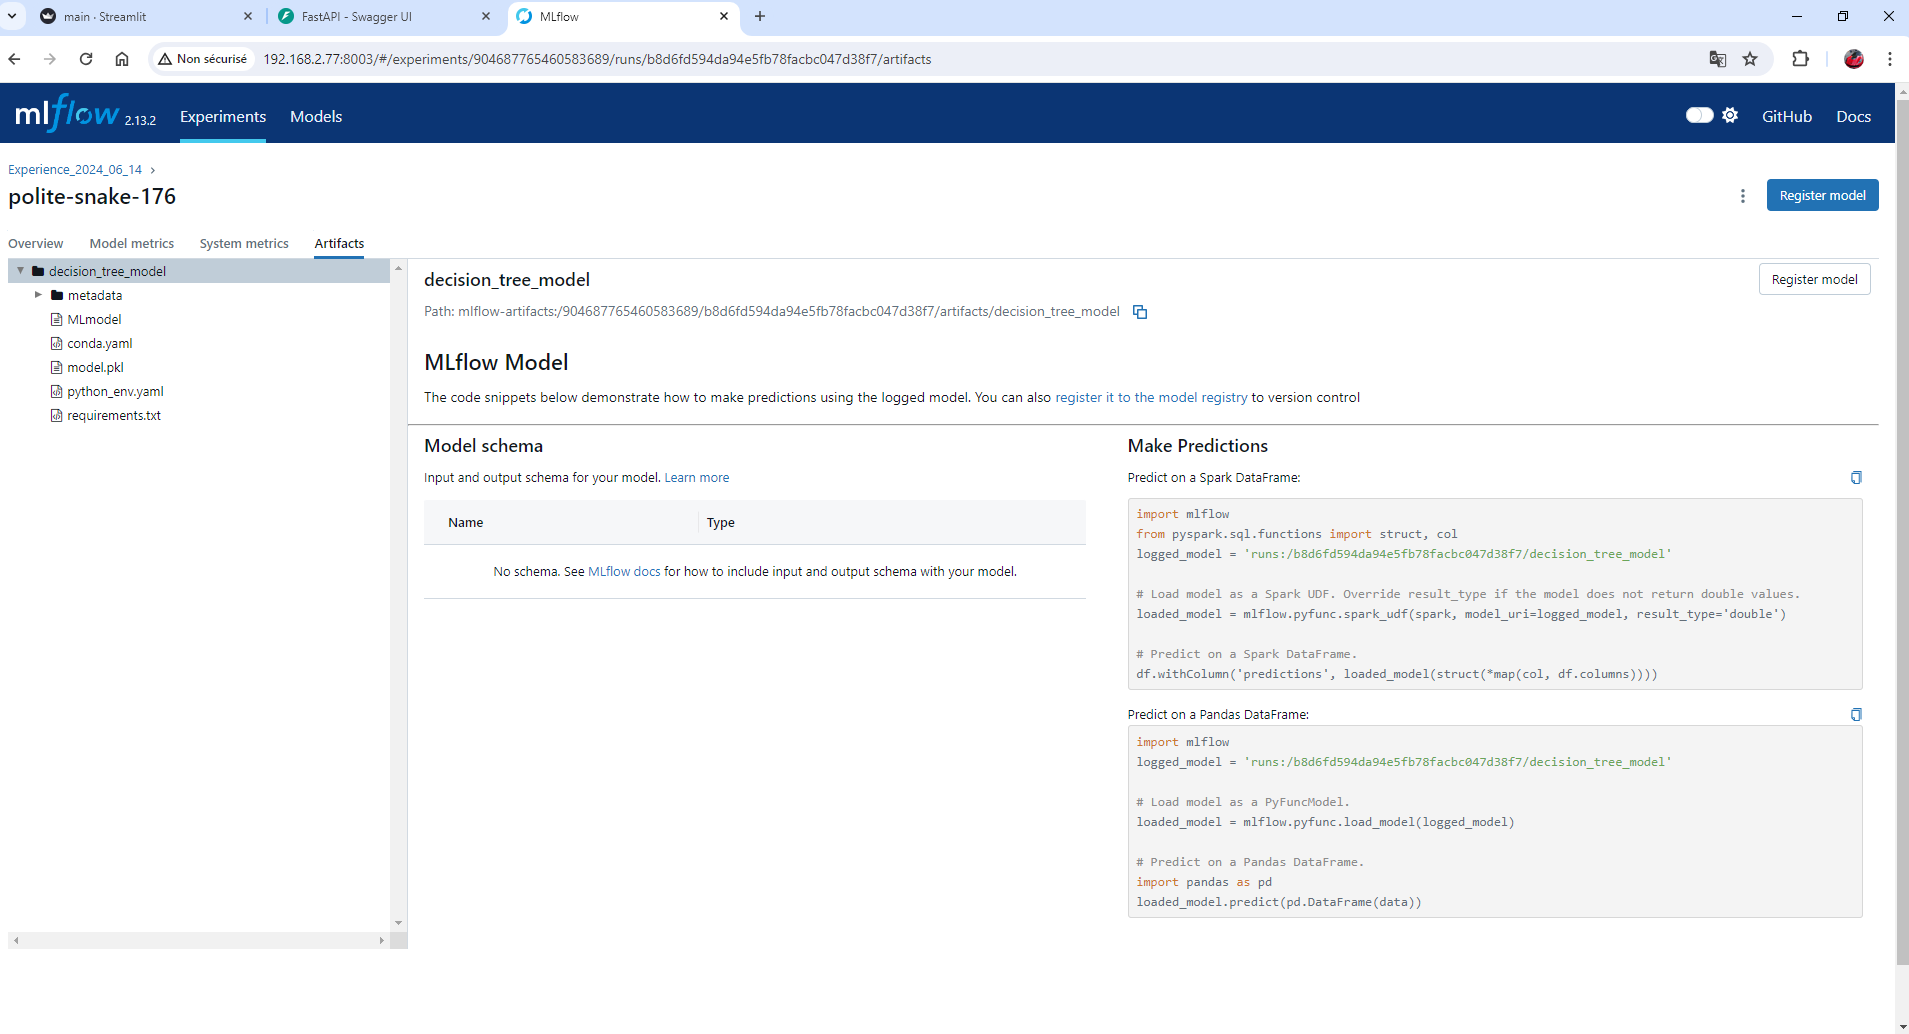 main · Streamlit
FastAPI - Swagger UI
MLflow
Non sécurisé
192.168.2.77:8003/#/experiments/904687765460583689/runs/b8d6fd594da94e5fb78facbc047d38f7/artifacts
mlflow 2.13.2
Experiments
Models
GitHub
Docs
Experience_2024_06_14 >
polite-snake-176
Register model
Overview
Model metrics
System metrics
Artifacts
decision_tree_model
metadata
MLmodel
conda.yaml
model.pkl
python_env.yaml
requirements.txt
decision_tree_model
Register model
Path: mlflow-artifacts:/904687765460583689/b8d6fd594da94e5fb78facbc047d38f7/artifacts/decision_tree_model
MLflow Model
The code snippets below demonstrate how to make predictions using the logged model. You can also register it to the model registry to version control
Model schema
Input and output schema for your model. Learn more
Name
Type
No schema. See MLflow docs for how to include input and output schema with your model.
Make Predictions
Predict on a Spark DataFrame:
import mlflow
from pyspark.sql.functions import struct, col
logged_model = 'runs:/b8d6fd594da94e5fb78facbc047d38f7/decision_tree_model'
# Load model as a Spark UDF. Override result_type if the model does not return double values.
loaded_model = mlflow.pyfunc.spark_udf(spark, model_uri=logged_model, result_type='double')
# Predict on a Spark DataFrame.
df.withColumn('predictions', loaded_model(struct(*map(col, df.columns))))
Predict on a Pandas DataFrame:
import mlflow
logged_model = 'runs:/b8d6fd594da94e5fb78facbc047d38f7/decision_tree_model'
# Load model as a PyFuncModel.
loaded_model = mlflow.pyfunc.load_model(logged_model)
# Predict on a Pandas DataFrame.
import pandas as pd
loaded_model.predict(pd.DataFrame(data))